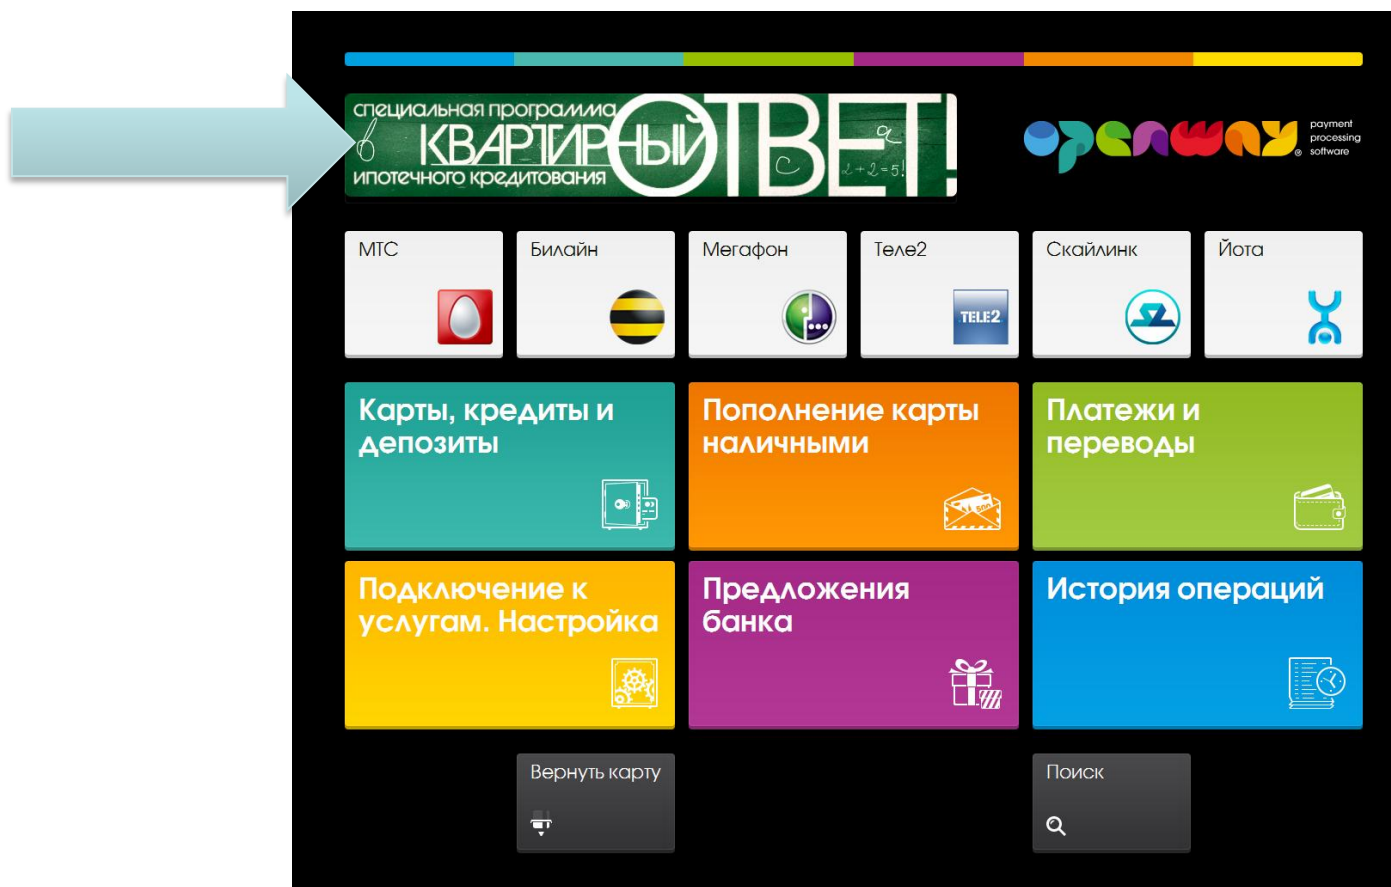 специальная программа
КВАРТИРНЫЙ ОТВЕТ!
ипотечного кредитования
a
c
2+2=5!
openway
payment
processing
software
МТС
Билайн
Мегафон
Теле2
TELE2
Скайлинк
Йота
Карты, кредиты и
депозиты
Пополнение карты
наличными
Платежи и
переводы
Подключение к
услугам. Настройка
Предложения
банка
История операций
Вернуть карту
Поиск